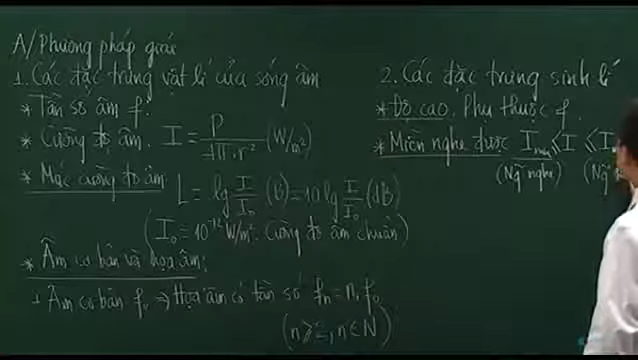 A/Phương pháp giải
1. Các đặc trưng vật lí của sóng âm
* Tần số âm f.
* Cường độ âm. I = P / 4π.r² (W/m²)
* Mức cường độ âm. L = lg I/I₀ (B) = 10 lg I/I₀ (dB)
(I₀ = 10⁻¹² W/m². Cường độ âm chuẩn)
* Âm cơ bản và họa âm:
+ Âm cơ bản f₀ ⇒ Họa âm có tần số fₙ = n.f₀
(n ≥ 2, n ∈ N)
2. Các đặc trưng sinh lí
* Độ cao. Phụ thuộc f.
* Miền nghe được I ≤ I ≤ I
(Ng nghe) (Ng